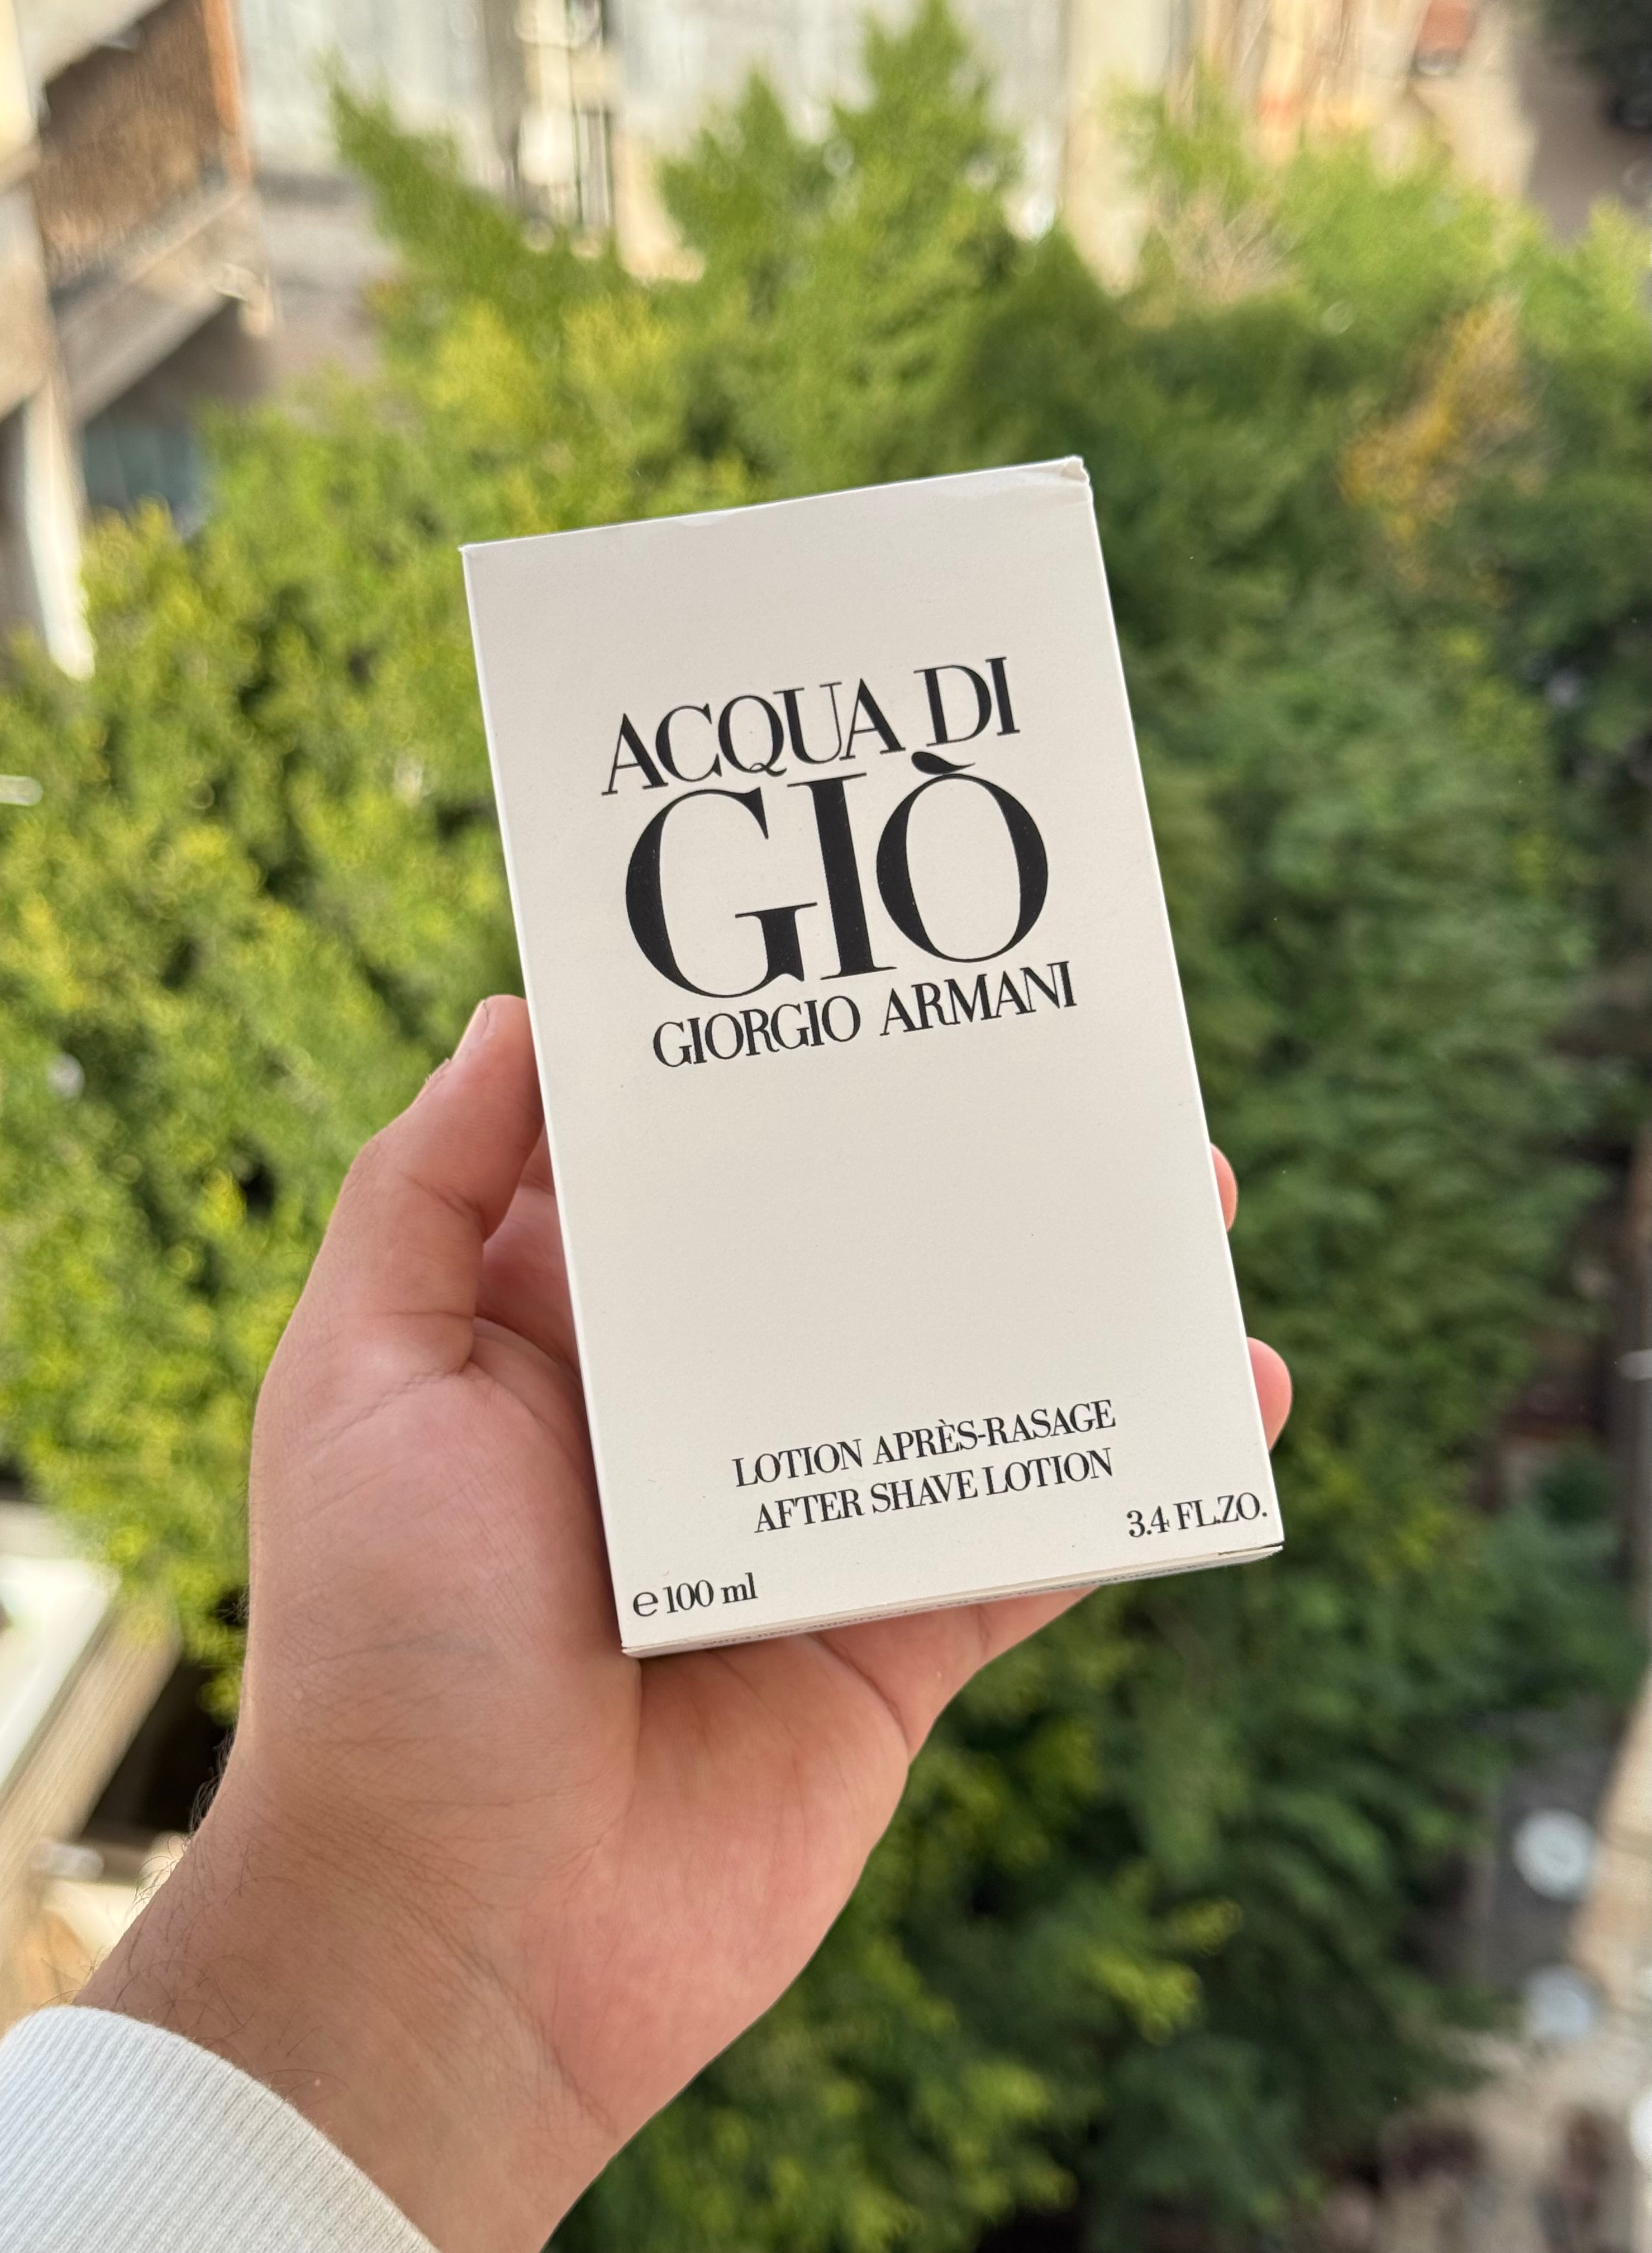 ACQUA DI
GIÒ
GIORGIO ARMANI
LOTION APRÈS-RASAGE
AFTER SHAVE LOTION
3.4 FL.ZO.
℮ 100 ml